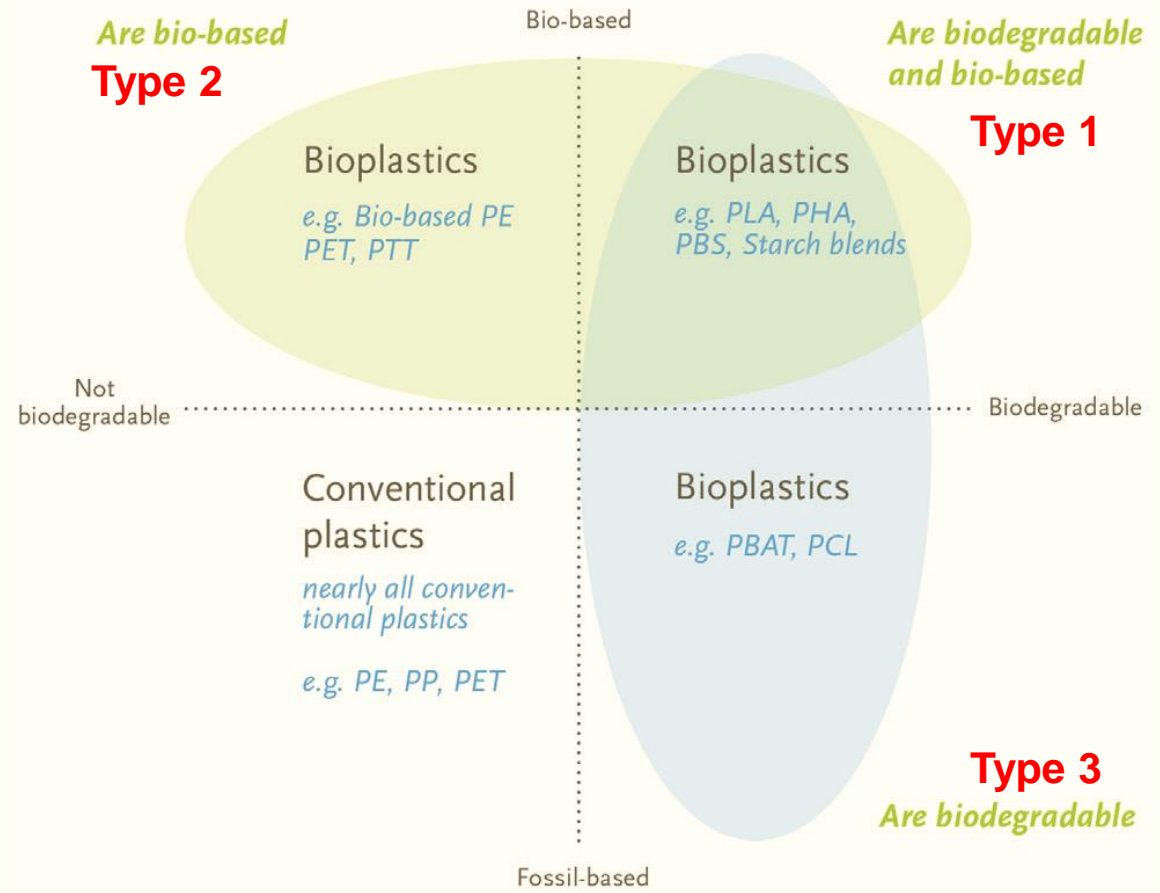 Bio-based
Are bio-based
Type 2
Are biodegradable
and bio-based
Type 1
Bioplastics
e.g. Bio-based PE
PET, PTT
Bioplastics
e.g. PLA, PHA,
PBS, Starch blends
Not
biodegradable
Biodegradable
Conventional
plastics
nearly all conven-
tional plastics
e.g. PE, PP, PET
Bioplastics
e.g. PBAT, PCL
Type 3
Are biodegradable
Fossil-based